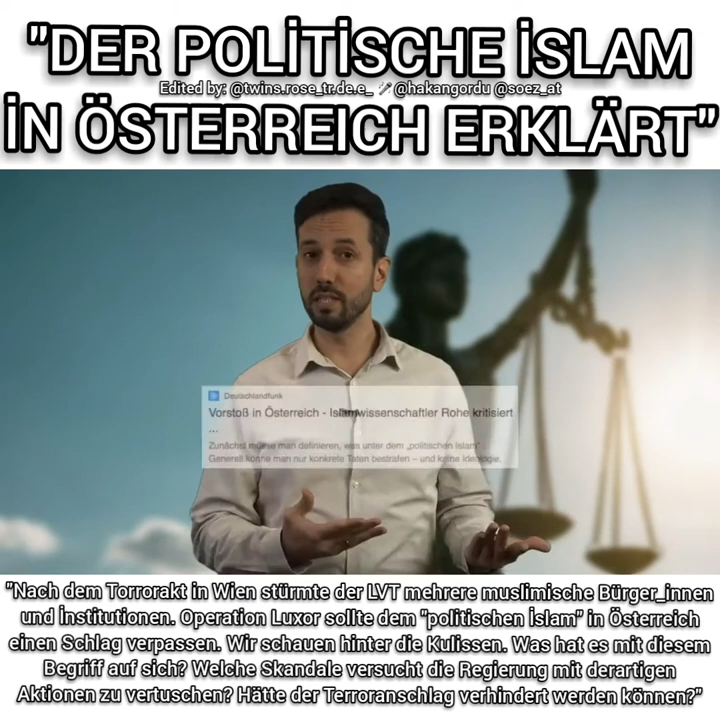 "DER POLİTİSCHE İSLAM
Edited by: @twins.rose_tr.de.e_ 🎤 @hakangordu @soez_at
İN ÖSTERREICH ERKLÄRT"
Deutschlandfunk
Vorstoß in Österreich - Islamwissenschaftler Rohe kritisiert
...
Zunächst müsse man definieren, was unter dem „politischen Islam"
Generell könne man nur konkrete Taten bestrafen – und keine Ideologie.
"Nach dem Torrorakt in Wien stürmte der LVT mehrere muslimische Bürger_innen
und İnstitutionen. Operation Luxor sollte dem "politischen İslam" in Österreich
einen Schlag verpassen. Wir schauen hinter die Kulissen. Was hat es mit diesem
Begriff auf sich? Welche Skandale versucht die Regierung mit derartigen
Aktionen zu vertuschen? Hätte der Terroranschlag verhindert werden können?"